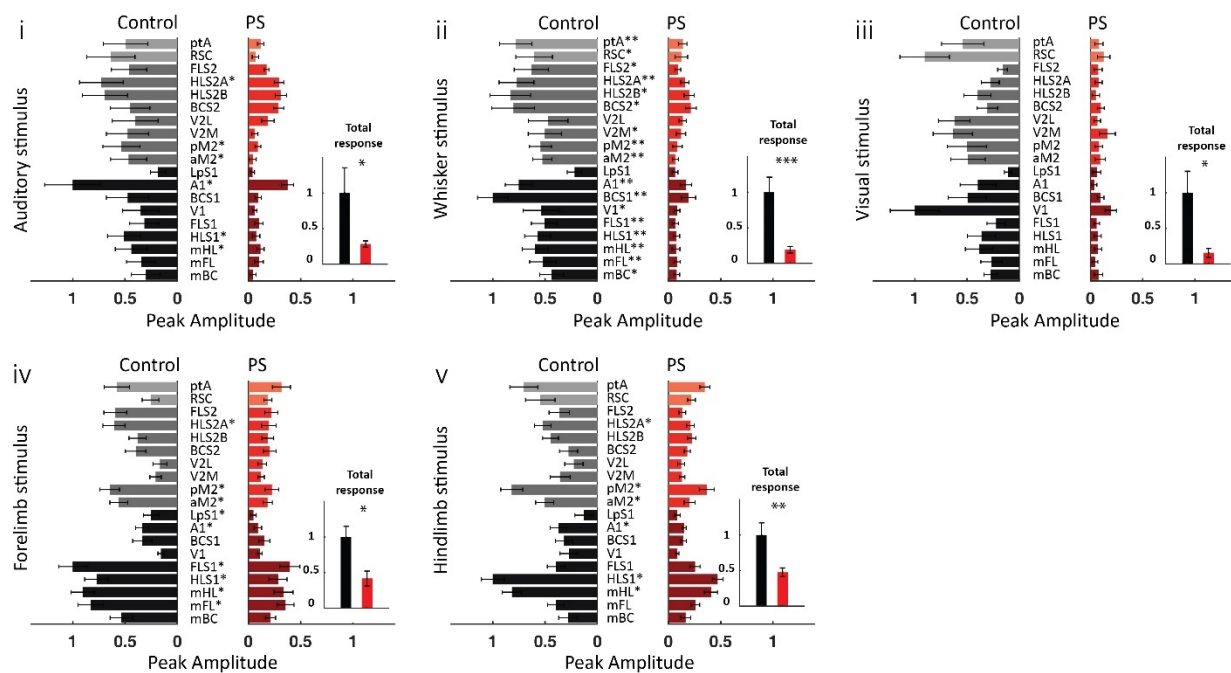 i
Control
PS
Auditory stimulus
ptA
RSC
FLS2
HLS2A*
HLS2B
BCS2
V2L
V2M
pM2*
aM2*
LpS1
A1*
BCS1
V1
FLS1
HLS1*
mHL*
mFL
mBC
1 0.5 0 0 0.5 1
Peak Amplitude
Total
response
*
1
0.5
0
ii
Control
PS
Whisker stimulus
ptA**
RSC*
FLS2*
HLS2A**
HLS2B*
BCS2*
V2L
V2M*
pM2**
aM2**
LpS1
A1**
BCS1**
V1*
FLS1**
HLS1**
mHL**
mFL**
mBC*
1 0.5 0 0 0.5 1
Peak Amplitude
Total
response
***
1
0.5
0
iii
Control
PS
Visual stimulus
ptA
RSC
FLS2
HLS2A
HLS2B
BCS2
V2L
V2M
pM2
aM2
LpS1
A1
BCS1
V1
FLS1
HLS1
mHL
mFL
mBC
1 0.5 0 0 0.5 1
Peak Amplitude
Total
response
*
1
0.5
0
iv
Control
PS
Forelimb stimulus
ptA
RSC
FLS2
HLS2A*
HLS2B
BCS2
V2L
V2M
pM2*
aM2*
LpS1*
A1*
BCS1
V1
FLS1*
HLS1*
mHL*
mFL*
mBC
1 0.5 0 0 0.5 1
Peak Amplitude
Total
response
*
1
0.5
0
v
Control
PS
Hindlimb stimulus
ptA
RSC
FLS2
HLS2A*
HLS2B
BCS2
V2L
V2M
pM2*
aM2*
LpS1
A1*
BCS1
V1
FLS1
HLS1*
mHL*
mFL
mBC
1 0.5 0 0 0.5 1
Peak Amplitude
Total
response
**
1
0.5
0